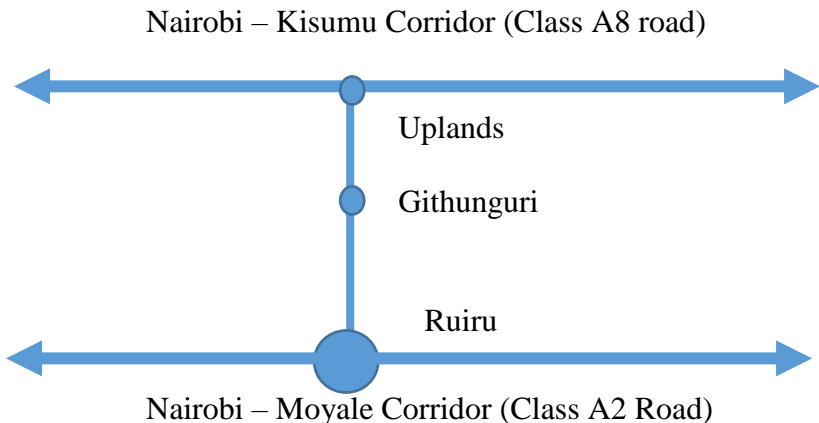 Nairobi – Kisumu Corridor (Class A8 road)
Uplands
Githunguri
Ruiru
Nairobi – Moyale Corridor (Class A2 Road)